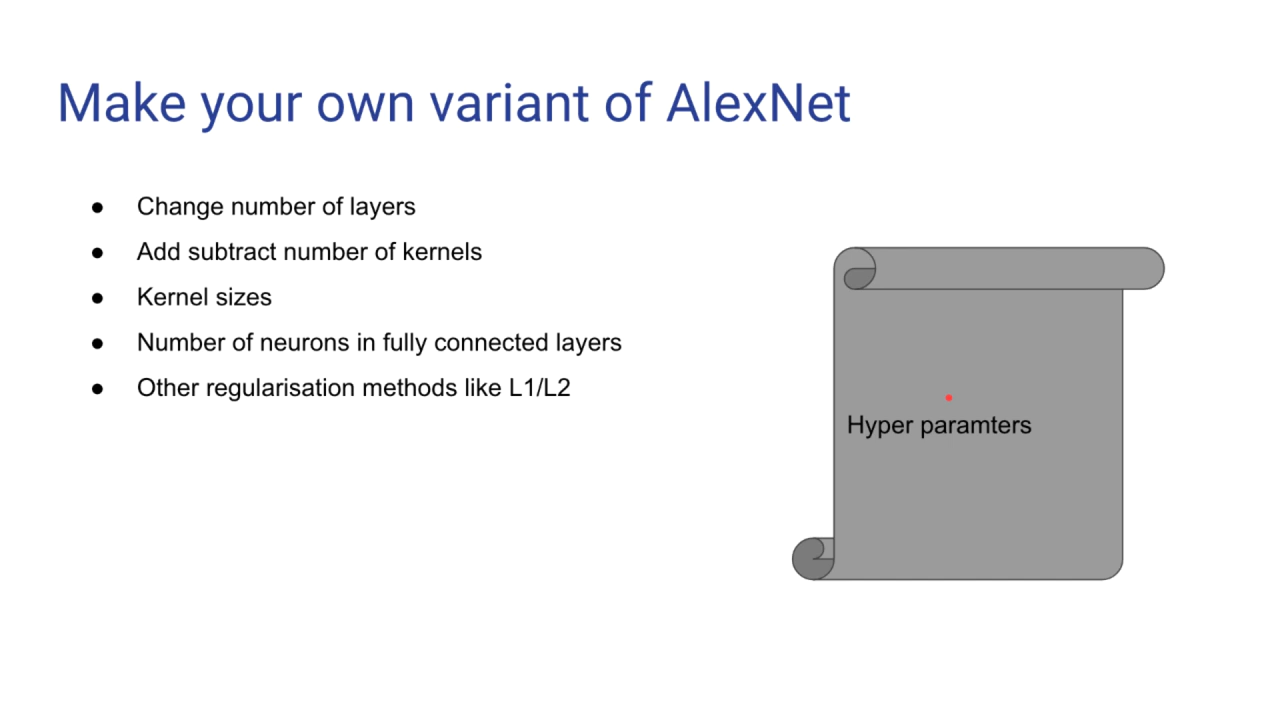 Make your own variant of AlexNet
● Change number of layers
● Add subtract number of kernels
● Kernel sizes
● Number of neurons in fully connected layers
● Other regularisation methods like L1/L2
Hyper paramters